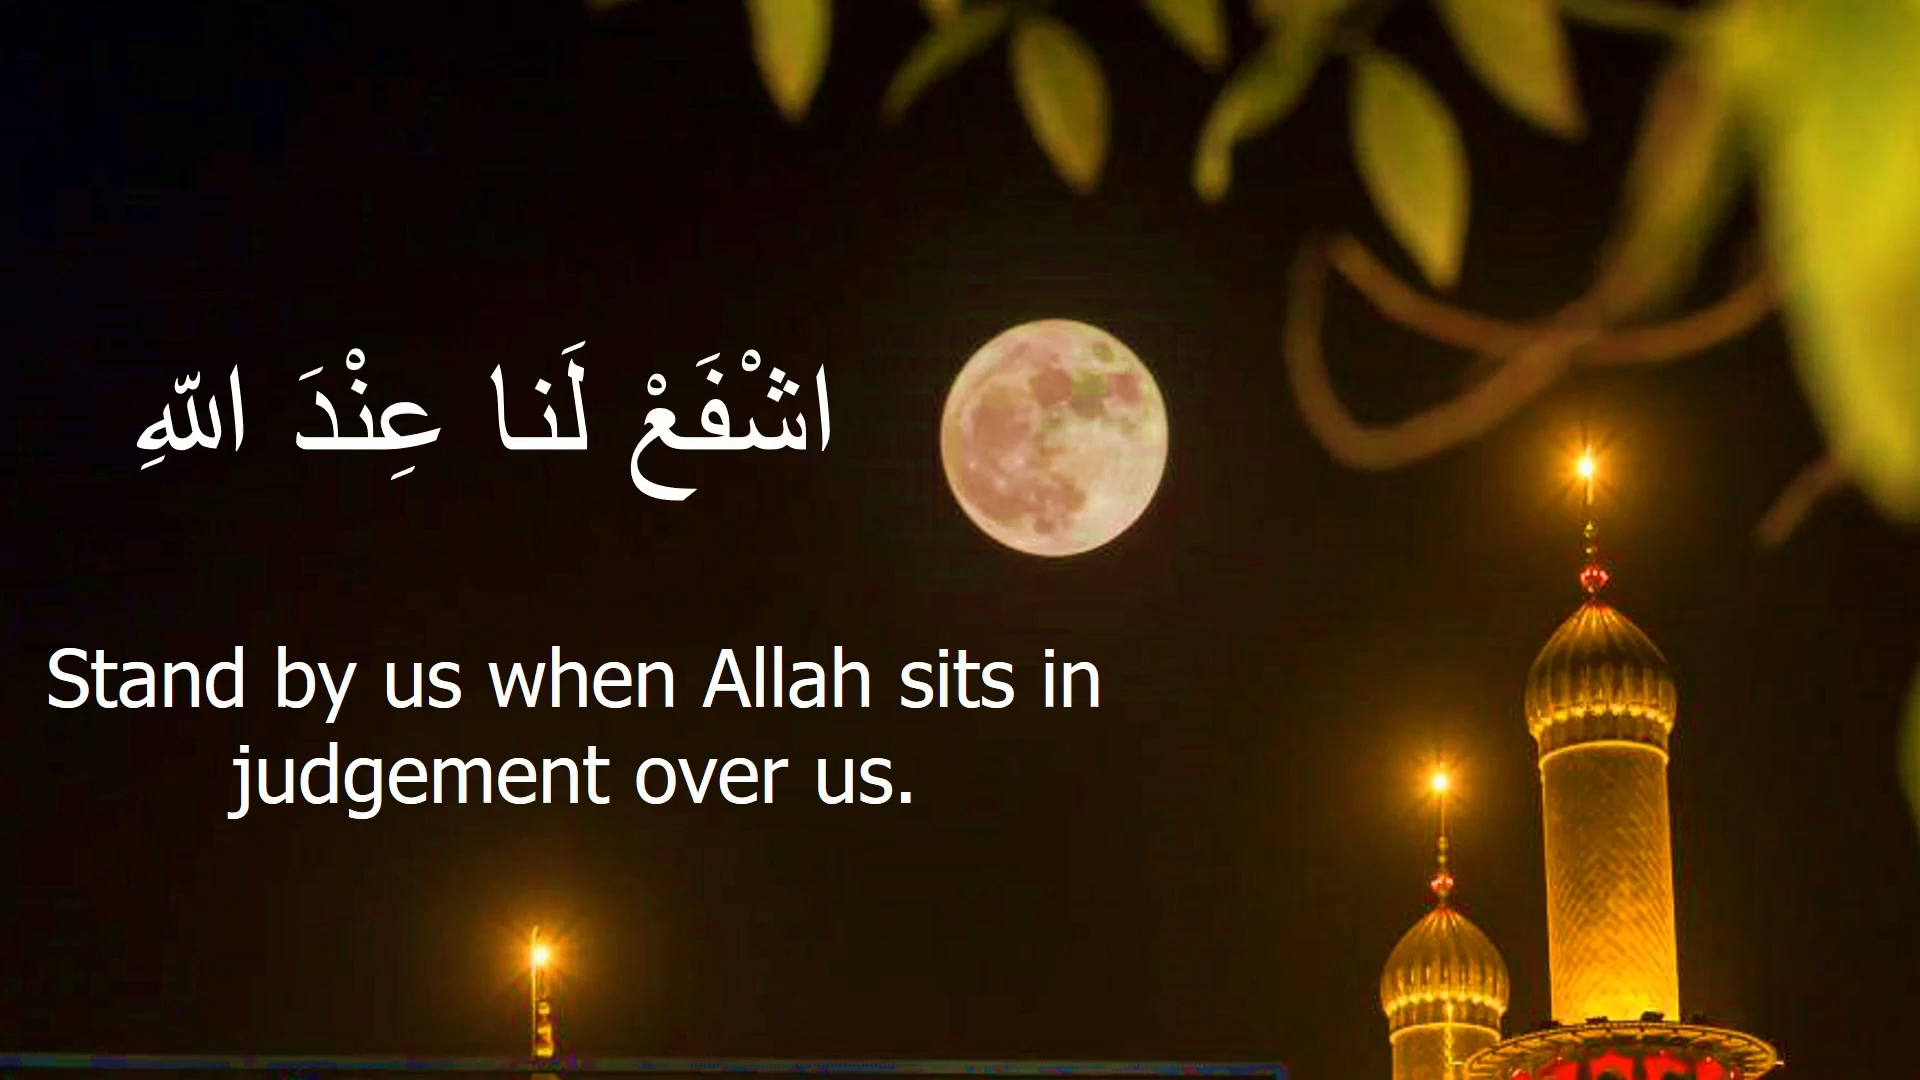 اشْفَعْ لَنا عِنْدَ اللّهِ
Stand by us when Allah sits in
judgement over us.